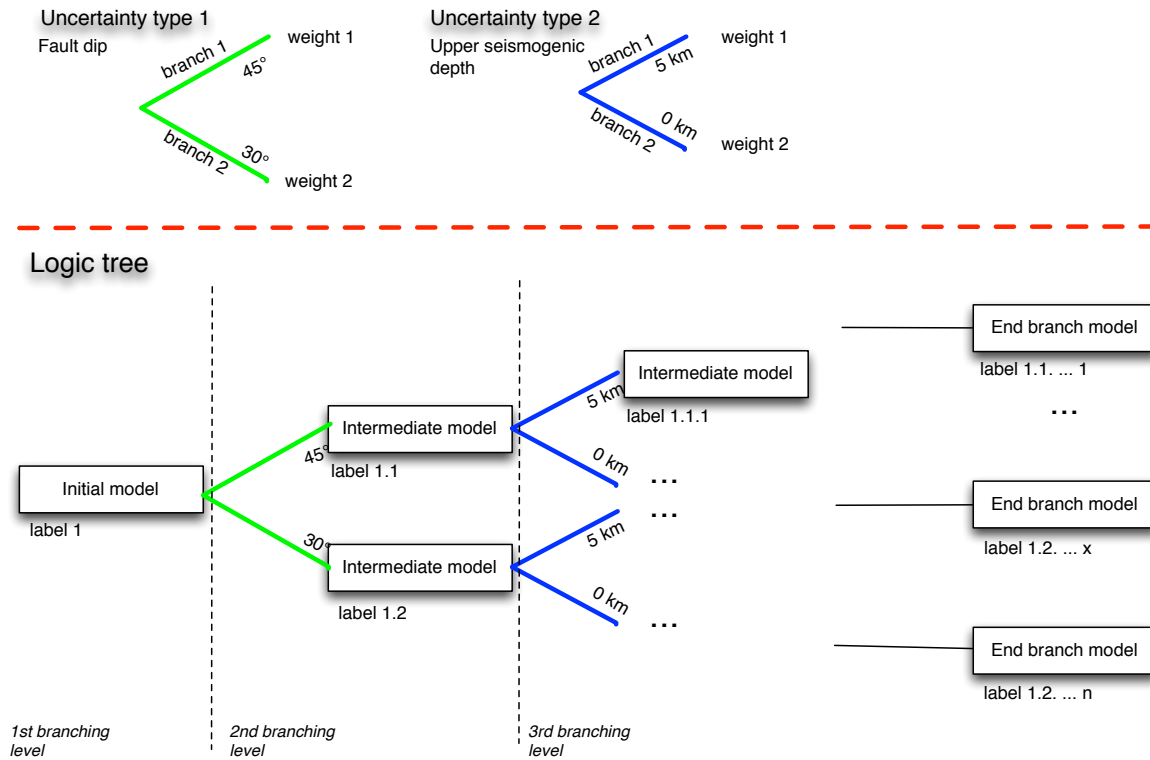 Uncertainty type 1
Fault dip
branch 1
45°
weight 1
branch 2
30°
weight 2
Uncertainty type 2
Upper seismogenic
depth
branch 1
5 km
weight 1
branch 2
0 km
weight 2
Logic tree
Initial model
label 1
45°
30°
Intermediate model
label 1.1
Intermediate model
label 1.2
5 km
0 km
5 km
0 km
Intermediate model
label 1.1.1
...
...
...
End branch model
label 1.1. ... 1
...
End branch model
label 1.2. ... x
End branch model
label 1.2. ... n
1st branching
level
2nd branching
level
3rd branching
level